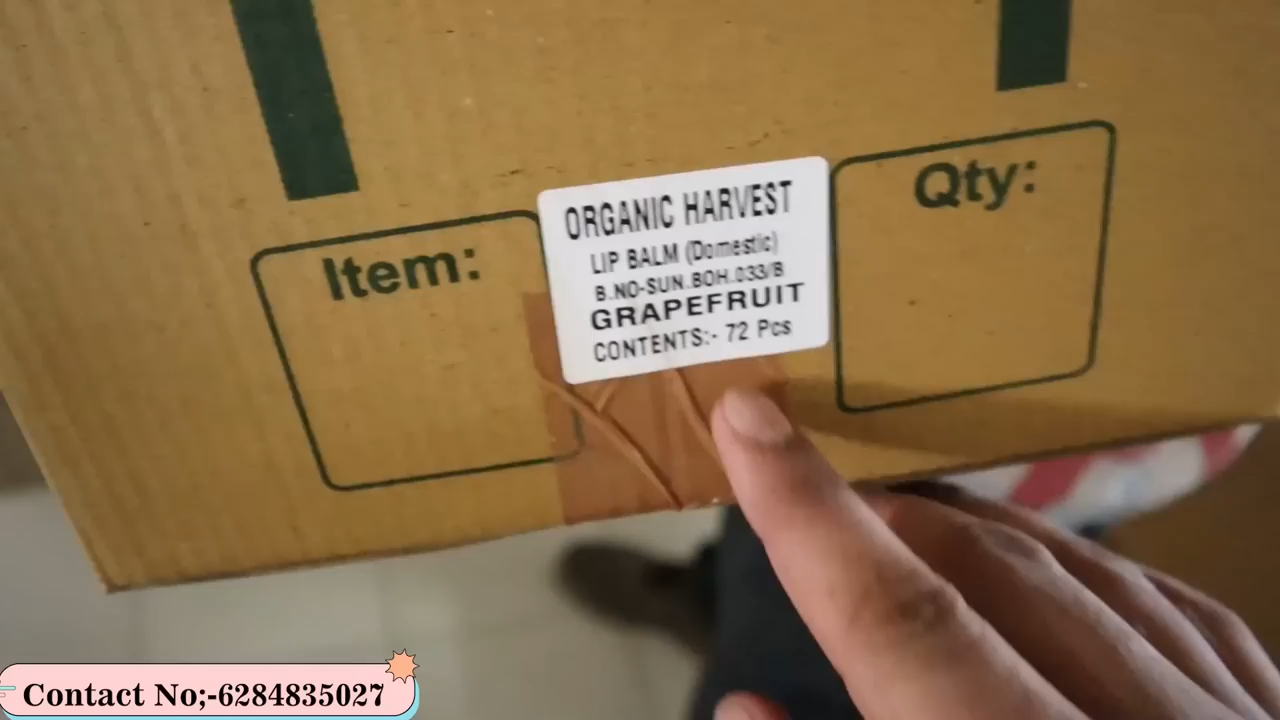 Item:
ORGANIC HARVEST
LIP BALM (Domestic)
B.NO-SUN.BOH.033/B
GRAPEFRUIT
CONTENTS:- 72 Pcs
Qty:
Contact No;-6284835027